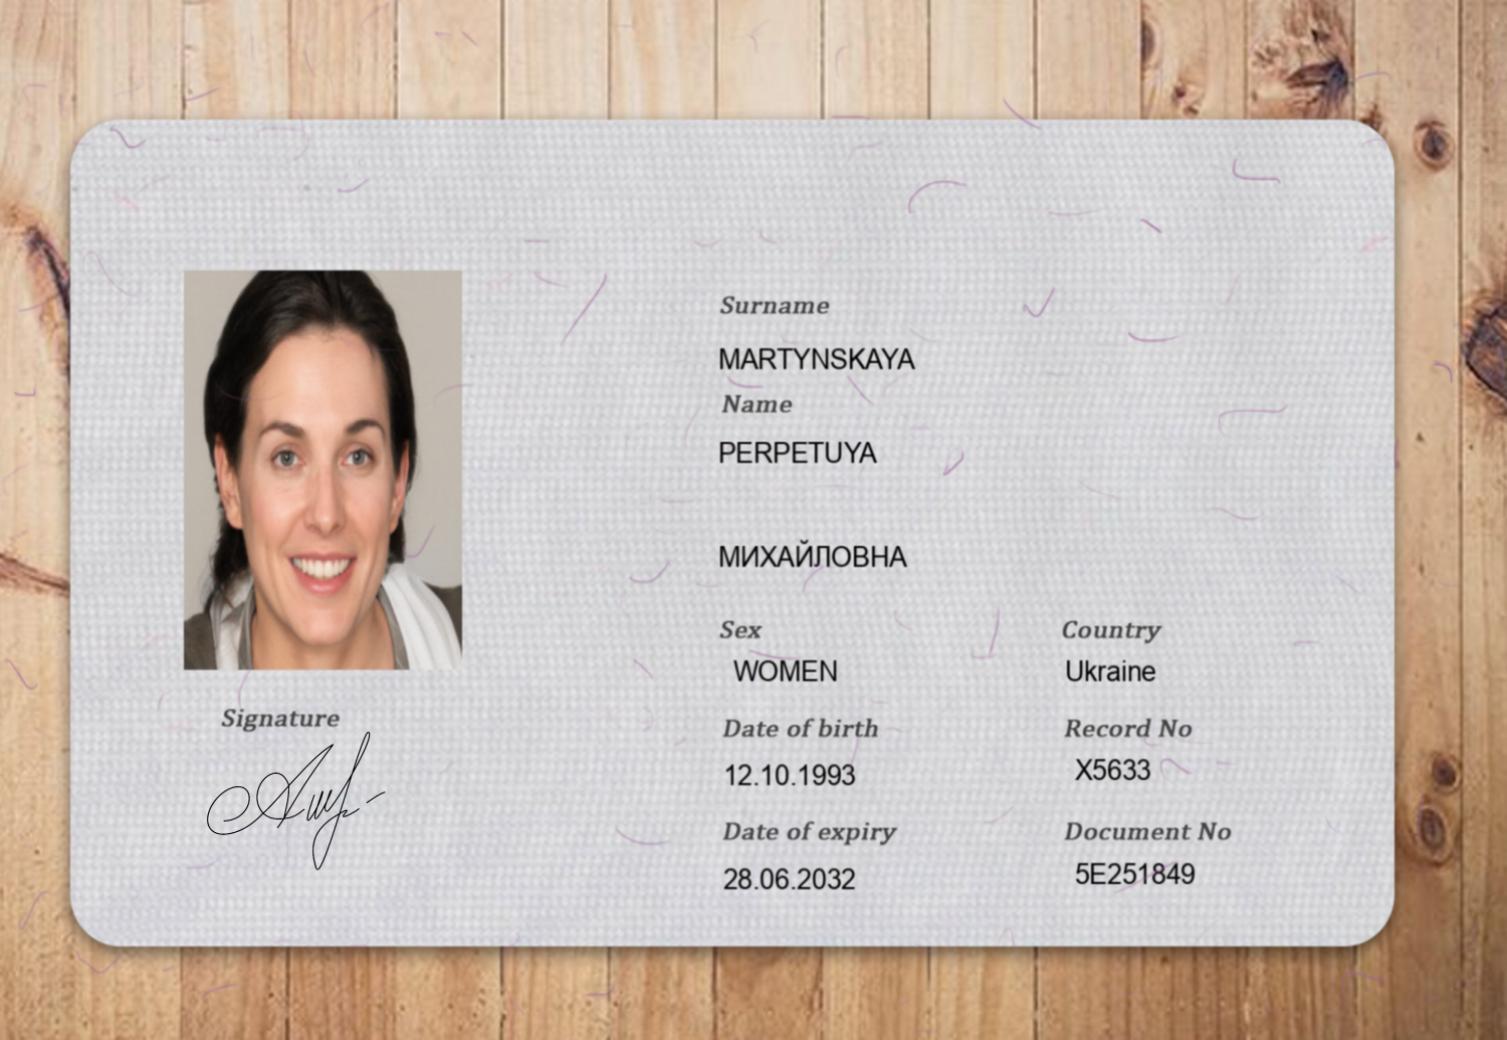 Surname
MARTYNSKAYA
Name
PERPETUYA
МИХАЙЛОВНА
Sex
Country
WOMEN
Ukraine
Signature
Date of birth
Record No
12.10.1993
X5633
Date of expiry
Document No
28.06.2032
5E251849